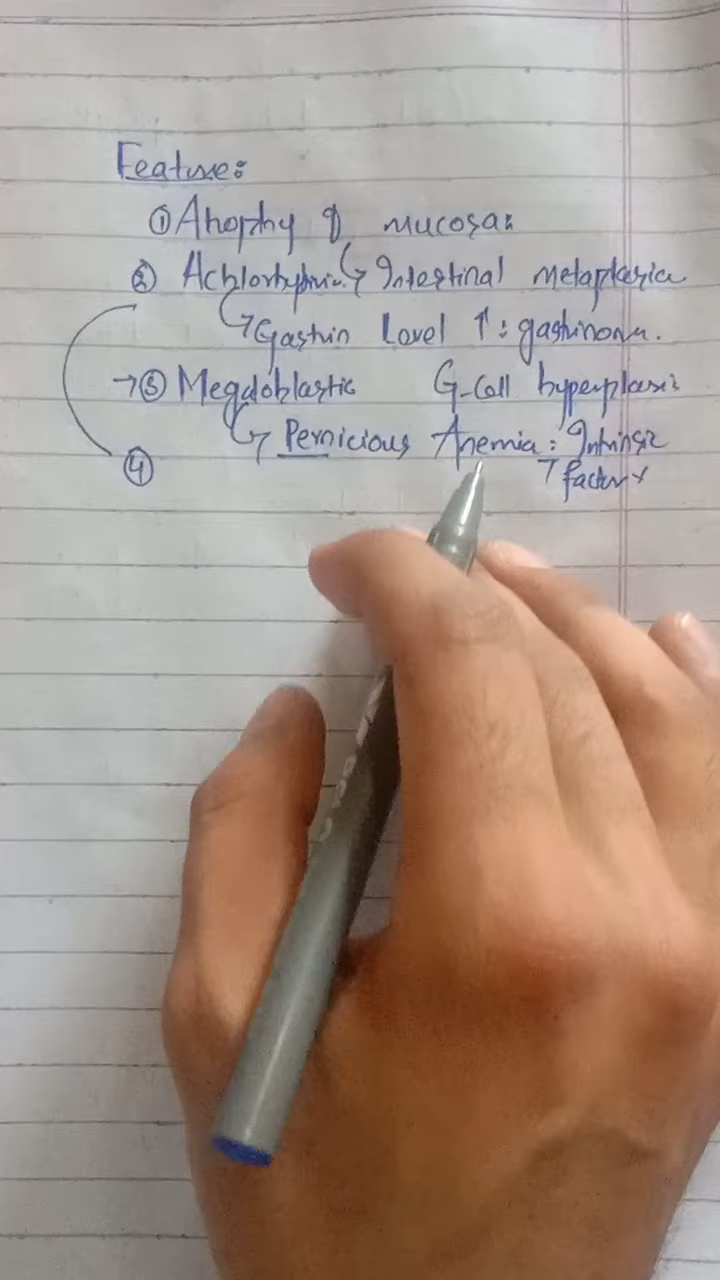 Feature:
① Atrophy of mucosa:
② Achlorhydria. ↳ Intestinal metaplasia
↳ Gastrin Level ↑ : gastrinoma.
→ ③ Megaloblastic G-Cell hyperplasia
↳ Pernicious Anemia : Intrinsic
④ factor x